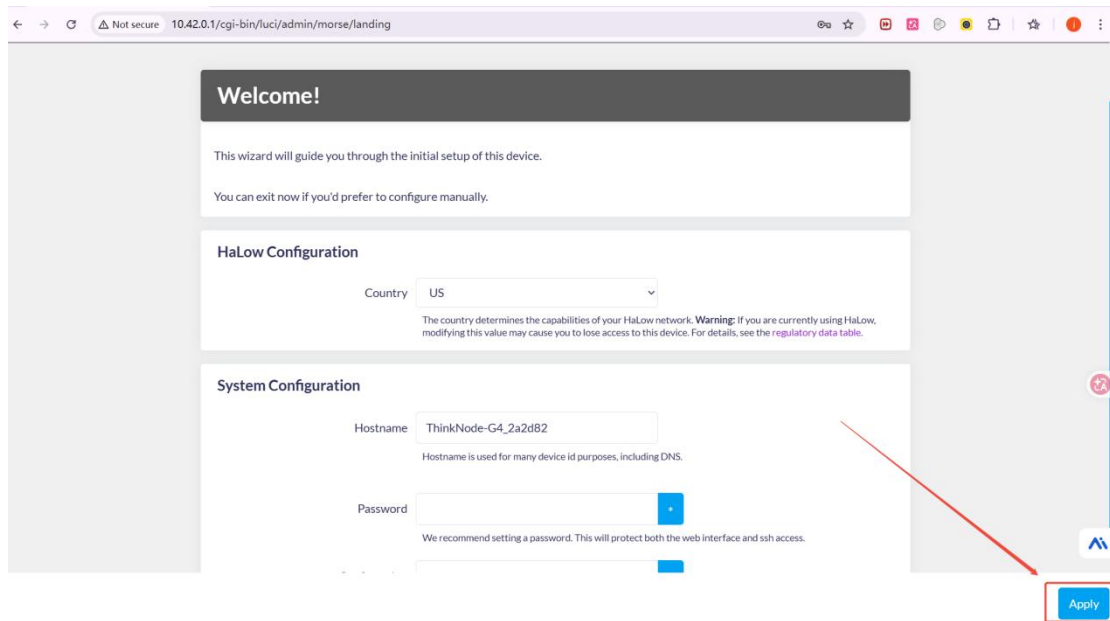 Not secure 10.42.0.1/cgi-bin/luci/admin/morse/landing
Welcome!
This wizard will guide you through the initial setup of this device.
You can exit now if you'd prefer to configure manually.
HaLow Configuration
Country US
The country determines the capabilities of your HaLow network. Warning: If you are currently using HaLow,
modifying this value may cause you to lose access to this device. For details, see the regulatory data table.
System Configuration
Hostname ThinkNode-G4_2a2d82
Hostname is used for many device id purposes, including DNS.
Password
We recommend setting a password. This will protect both the web interface and ssh access.
Apply